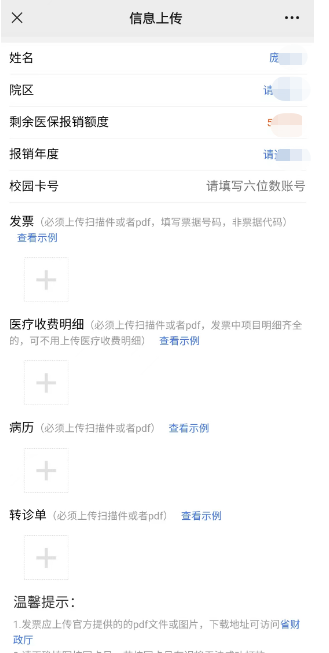 信息上传
姓名 庞
院区 请
剩余医保报销额度 5
报销年度 请
校园卡号 请填写六位数账号
发票（必须上传扫描件或者pdf，填写票据号码，非票据代码）
查看示例
医疗收费明细（必须上传扫描件或者pdf，发票中项目明细齐全
的，可不用上传医疗收费明细） 查看示例
病历（必须上传扫描件或者pdf） 查看示例
转诊单（必须上传扫描件或者pdf） 查看示例
温馨提示：
1.发票应上传官方提供的的pdf文件或图片，下载地址可访问省财
政厅